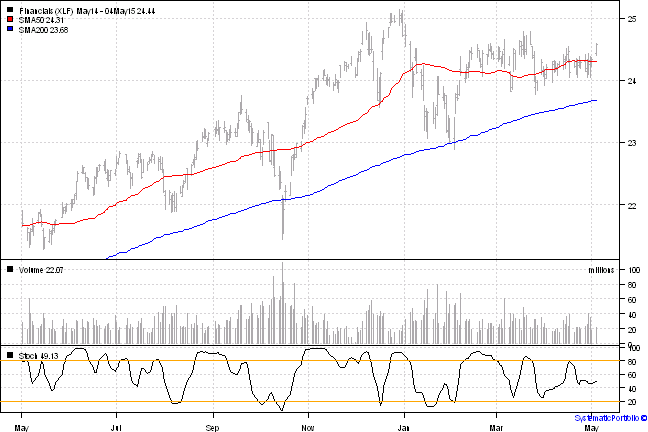 Financials (XLF) May14 - 04May15 24.44
SMA50 24.31
SMA200 23.68
25
24
23
22
Volume 22.07
millions
100
80
60
40
20
0
Stoch 49.13
100
80
60
40
20
May Jul Sep Nov Jan Mar May
SystematicPortfolio ©